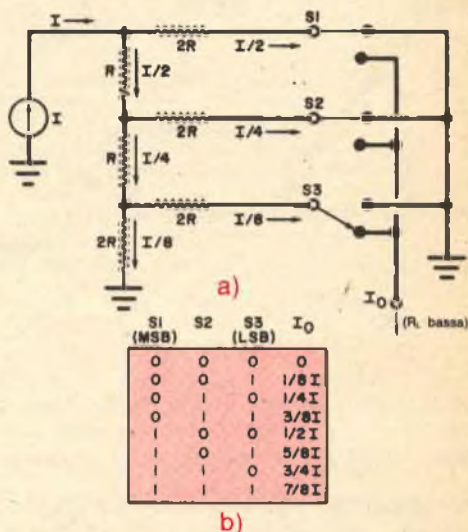 I
2R
I/2
S1
R
I/2
I
2R
I/4
S2
R
I/4
2R
I/8
S3
2R
I/8
a)
Io
(RL bassa)
S1 S2 S3 Io
(MSB) (LSB)
0 0 0 0
0 0 1 1/8 I
0 1 0 1/4 I
0 1 1 3/8 I
1 0 0 1/2 I
1 0 1 5/8 I
1 1 0 3/4 I
1 1 1 7/8 I
b)